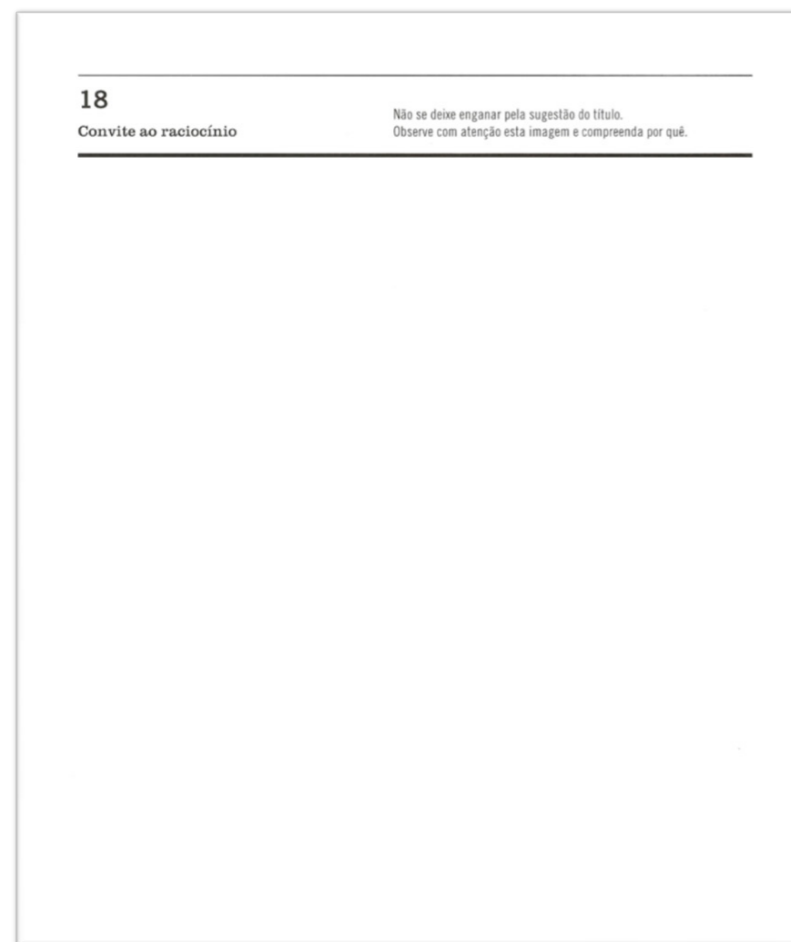 18
Convite ao raciocínio
Não se deixe enganar pela sugestão do título.
Observe com atenção esta imagem e compreenda por quê.